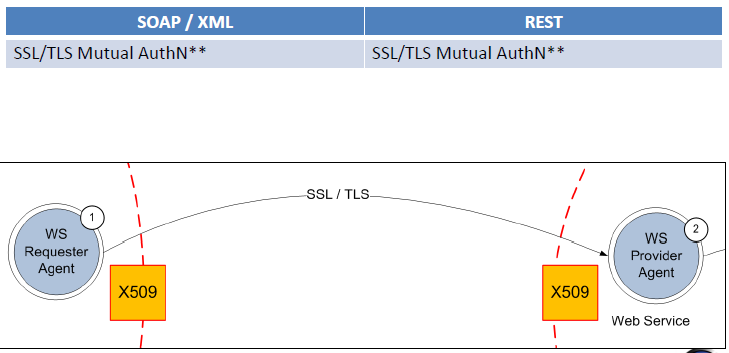 SOAP / XML REST
SSL/TLS Mutual AuthN** SSL/TLS Mutual AuthN**
SSL / TLS
1
2
WS
Requester
Agent
WS
Provider
Agent
X509
X509
Web Service